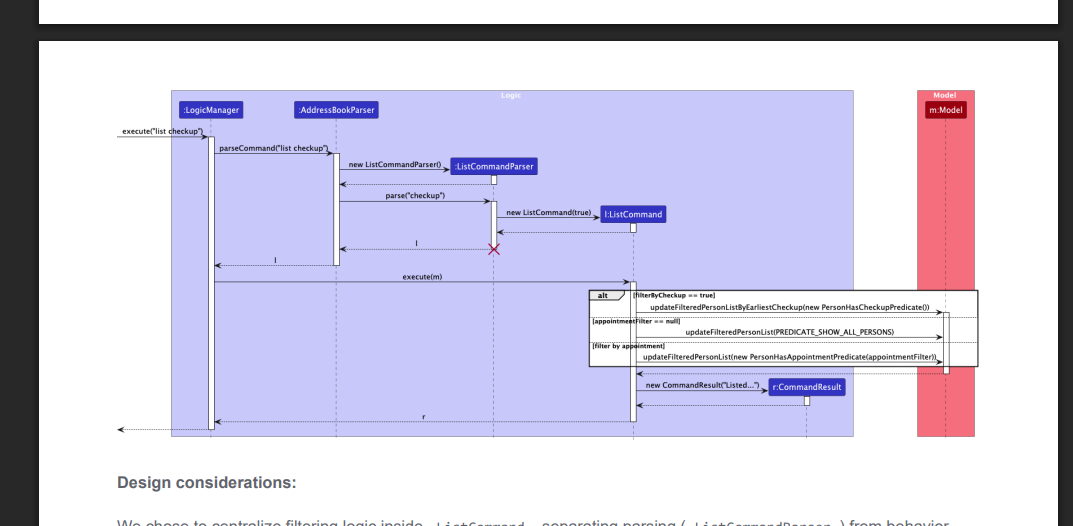 Logic
Model
:LogicManager
:AddressBookParser
m:Model
execute("list checkup")
parseCommand("list checkup")
new ListCommandParser()
:ListCommandParser
parse("checkup")
new ListCommand(true)
l:ListCommand
l
l
execute(m)
alt
[filterByCheckup == true]
updateFilteredPersonListByEarliestCheckup(new PersonHasCheckupPredicate())
[appointmentFilter == null]
updateFilteredPersonList(PREDICATE_SHOW_ALL_PERSONS)
[filter by appointment]
updateFilteredPersonList(new PersonHasAppointmentPredicate(appointmentFilter))
new CommandResult("Listed...")
r:CommandResult
r
Design considerations:
We chose to centralize filtering logic inside ListCommand, separating parsing ( ListCommandParser ) from behavior